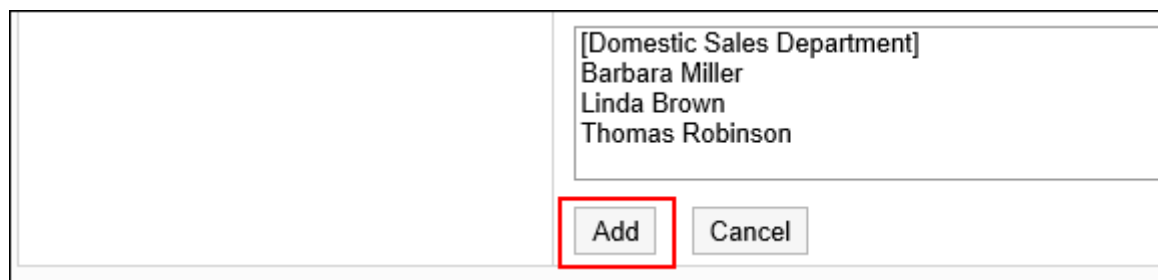 [Domestic Sales Department]
Barbara Miller
Linda Brown
Thomas Robinson
Add Cancel